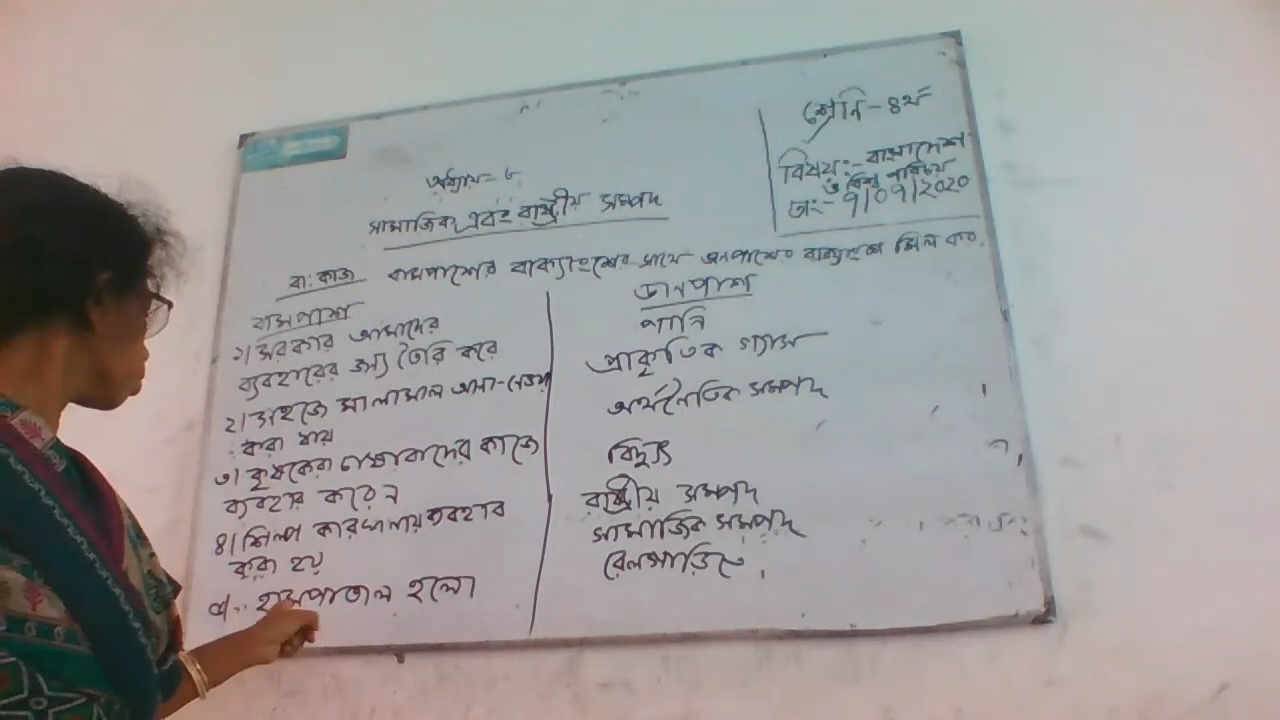 শ্রেনি-৪র্থ
বিষয়:-বাংলাদেশ
ও বিশ্ব পরিচয়
তাং-৭/০৭/২০২০
অধ্যায়-৬
সামাজিক এবং রাষ্ট্রীয় সম্পদ
বা: কাজ বামপাশের বাক্যাংশের সাথে ডানপাশের বাক্যাংশে মিল কর.
বামপাশ
১। সরকার আমাদের
ব্যবহারের জন্য তৈরি করে
২। সহজে মালামাল আনা-নেওয়া
করা যায়
৩। কৃষকেরা চাষাবাদের কাজে
ব্যবহার করেন
৪। শিল্প কারখানায় ব্যবহার
করা হয়
৫. হাসপাতাল হলো
ডানপাশ
পানি
প্রাকৃতিক গ্যাস
অর্থনৈতিক সম্পদ
বিদ্যুৎ
রাষ্ট্রীয় সম্পদ
সামাজিক সম্পদ
রেলগাড়িতে